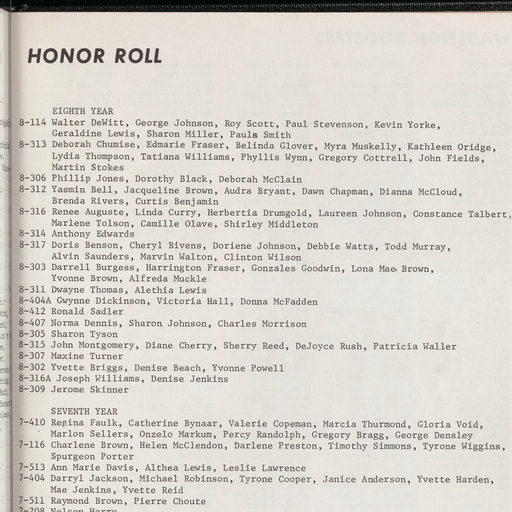 HONOR ROLL
EIGHTH YEAR
8-114 Walter DeWitt, George Johnson, Roy Scott, Paul Stevenson, Kevin Yorke,
Geraldine Lewis, Sharon Miller, Paula Smith
8-313 Deborah Chumise, Edmarie Fraser, Belinda Glover, Myra Muskelly, Kathleen Oridge,
Lydia Thompson, Tatiana Williams, Phyllis Wynn, Gregory Cottrell, John Fields,
Martin Stokes
8-306 Phillip Jones, Dorothy Black, Deborah McClain
8-312 Yasmin Bell, Jacqueline Brown, Audra Bryant, Dawn Chapman, Dianna McCloud,
Brenda Rivers, Curtis Benjamin
8-316 Renee Auguste, Linda Curry, Herbertia Drumgold, Laureen Johnson, Constance Talbert,
Marlene Tolson, Camille Olave, Shirley Middleton
8-314 Anthony Edwards
8-317 Doris Benson, Cheryl Bivens, Doriene Johnson, Debbie Watts, Todd Murray,
Alvin Saunders, Marvin Walton, Clinton Wilson
8-303 Darrell Burgess, Harrington Fraser, Gonzales Goodwin, Lona Mae Brown,
Yvonne Brown, Alfreda Muckle
8-311 Dwayne Thomas, Alethia Lewis
8-404A Gwynne Dickinson, Victoria Hall, Donna McFadden
8-412 Ronald Sadler
8-407 Norma Dennis, Sharon Johnson, Charles Morrison
8-305 Sharon Tyson
8-315 John Montgomery, Diane Cherry, Sherry Reed, DeJoyce Rush, Patricia Waller
8-307 Maxine Turner
8-302 Yvette Briggs, Denise Beach, Yvonne Powell
8-316A Joseph Williams, Denise Jenkins
8-309 Jerome Skinner
SEVENTH YEAR
7-410 Regina Faulk, Catherine Bynaar, Valerie Copeman, Marcia Thurmond, Gloria Void,
Marlon Sellers, Onzelo Markum, Percy Randolph, Gregory Bragg, George Densley
7-116 Charlene Brown, Helen McClendon, Darlene Preston, Timothy Simmons, Tyrone Wiggins,
Spurgeon Porter
7-513 Ann Marie Davis, Althea Lewis, Leslie Lawrence
7-404 Darryl Jackson, Michael Robinson, Tyrone Cooper, Janice Anderson, Yvette Harden,
Mae Jenkins, Yvette Reid
7-511 Raymond Brown, Pierre Choute
7-208 Nelson Harry